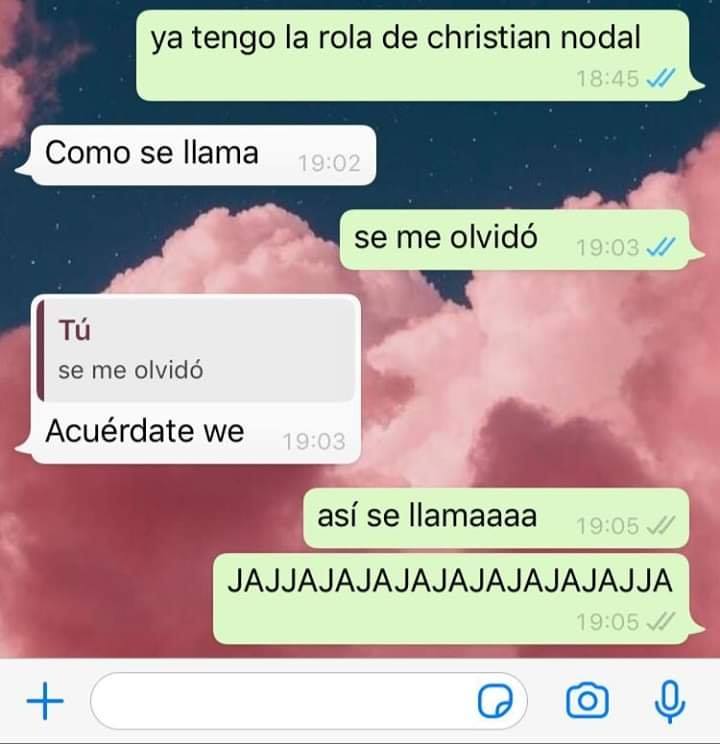 ya tengo la rola de christian nodal
18:45
Como se llama
19:02
se me olvidó
19:03
Tú
se me olvidó
Acuérdate we
19:03
así se llamaaaa
19:05
JAJJAJAJAJAJAJAJAJAJAJJA
19:05